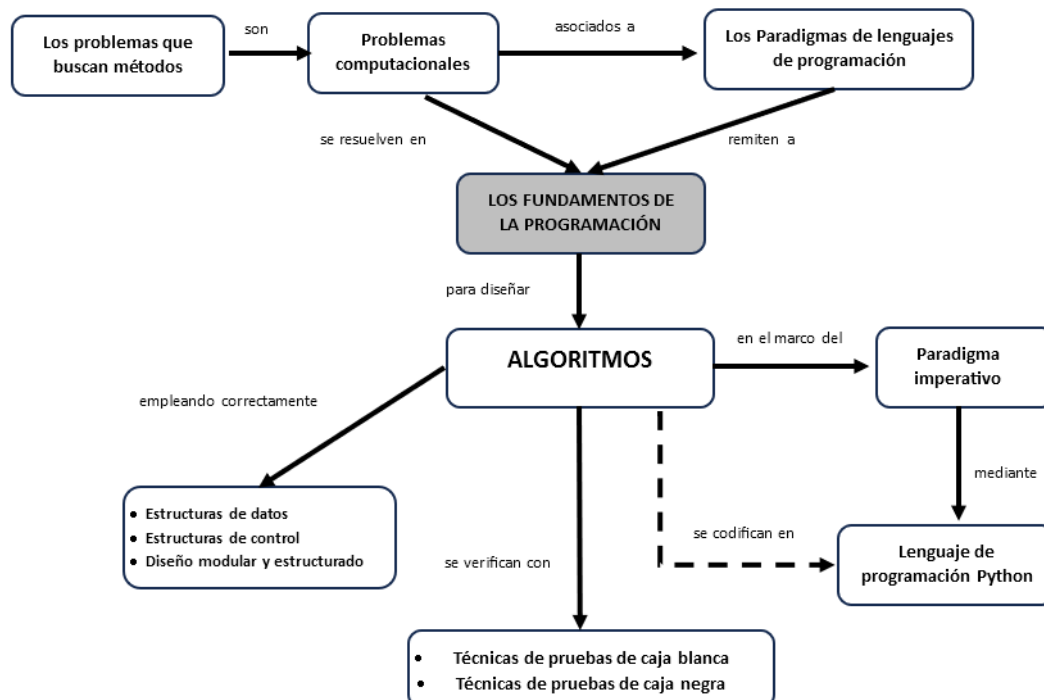 Los problemas que
buscan métodos
son
Problemas
computacionales
asociados a
Los Paradigmas de lenguajes
de programación
se resuelven en
remiten a
LOS FUNDAMENTOS DE
LA PROGRAMACIÓN
para diseñar
ALGORITMOS
en el marco del
Paradigma
imperativo
empleando correctamente
mediante
• Estructuras de datos
• Estructuras de control
• Diseño modular y estructurado
se codifican en
Lenguaje de
programación Python
se verifican con
• Técnicas de pruebas de caja blanca
• Técnicas de pruebas de caja negra